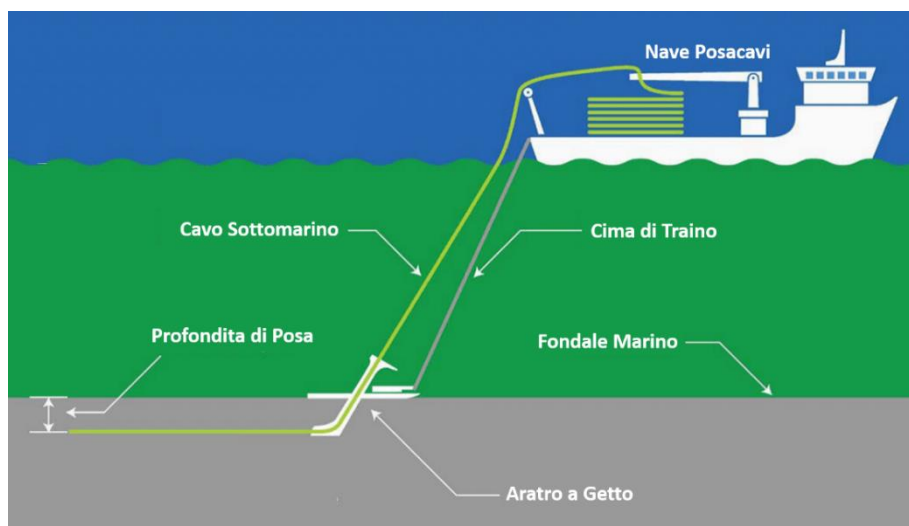 Nave Posacavi
Cavo Sottomarino
Cima di Traino
Profondita di Posa
Fondale Marino
Aratro a Getto